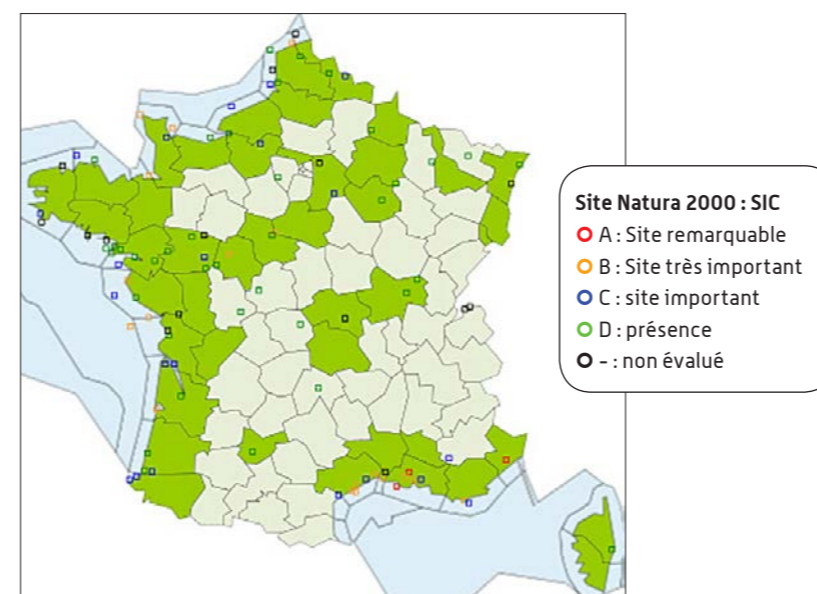 Site Natura 2000 : SIC
A : Site remarquable
B : Site très important
C : site important
D : présence
- : non évalué